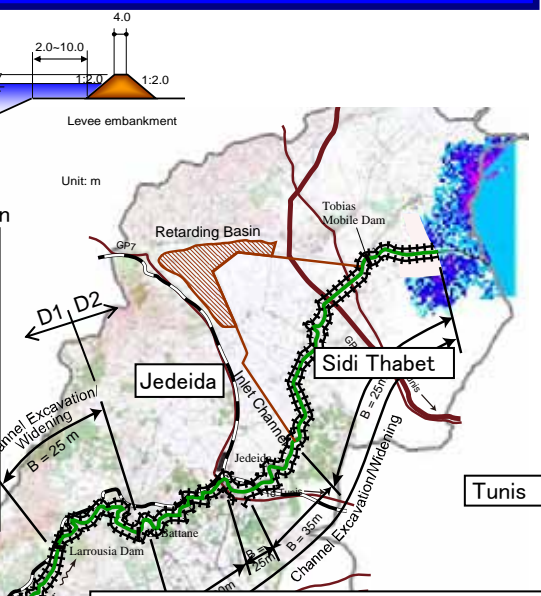 4.0
2.0~10.0
1:2.0
1:2.0
Levee embankment
Unit: m
Tobias
Mobile Dam
Retarding Basin
GP7
D1
D2
Sidi Thabet
Jedeida
Inlet Channel
B = 25m
Channel Excavation/Widening
Widening
B = 25 m
Jedeida
Tunis
Battane
B = 35m
25m
Larrousia Dam